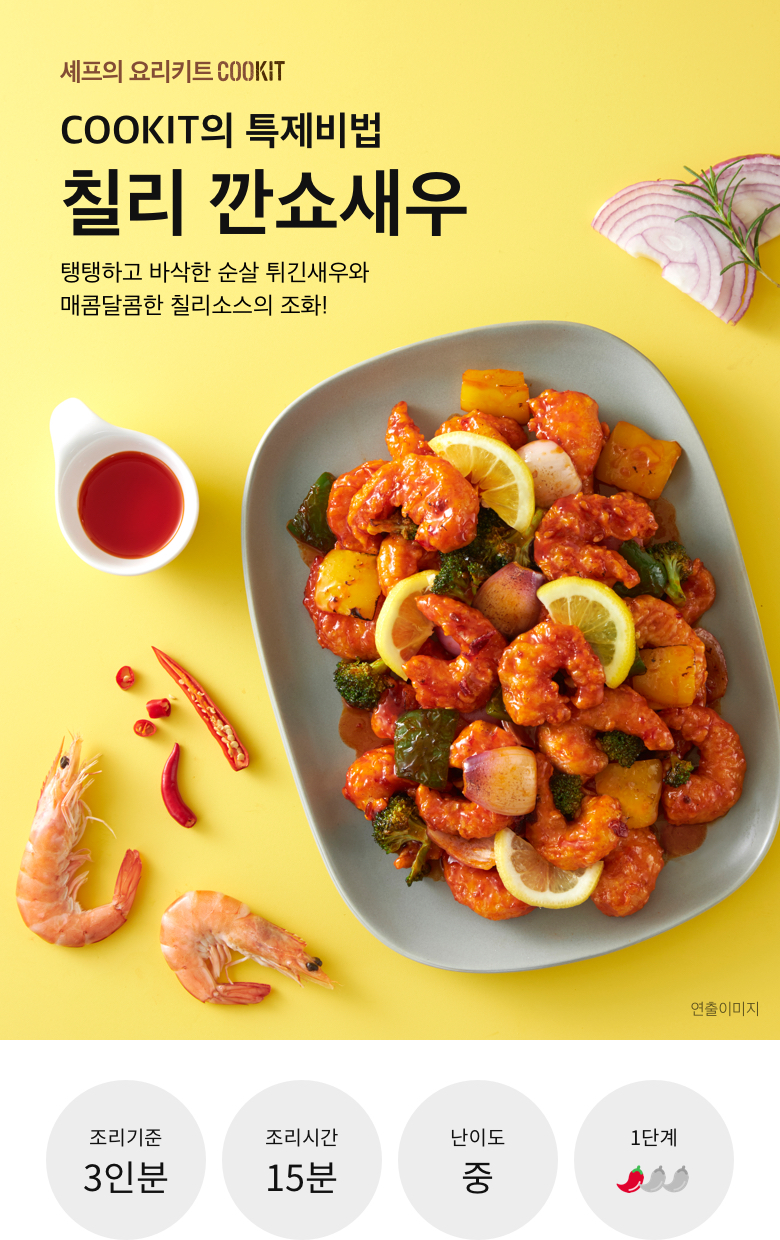 셰프의 요리키트 COOKIT
COOKIT의 특제비법
칠리 깐쇼새우
탱탱하고 바삭한 순살 튀긴새우와
매콤달콤한 칠리소스의 조화!
연출이미지
조리기준
3인분
조리시간
15분
난이도
중
1단계